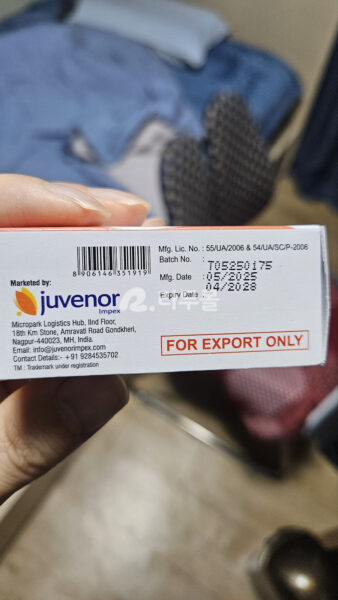 8906146351919
Mfg. Lic. No. : 55/UA/2006 & 54/UA/SC/P-2006
Batch No. : T05250175
Mfg. Date : 05/2025
Expiry Date : 04/2028
Marketed by:
juvenor
Impex
Micropark Logistics Hub, IInd Floor,
18th Km Stone, Amravati Road Gondkheri,
Nagpur-440023, MH, India.
Email: info@juvenorimpex.com
Contact Details:- +91 9284535702
TM : Trademark under registration
FOR EXPORT ONLY